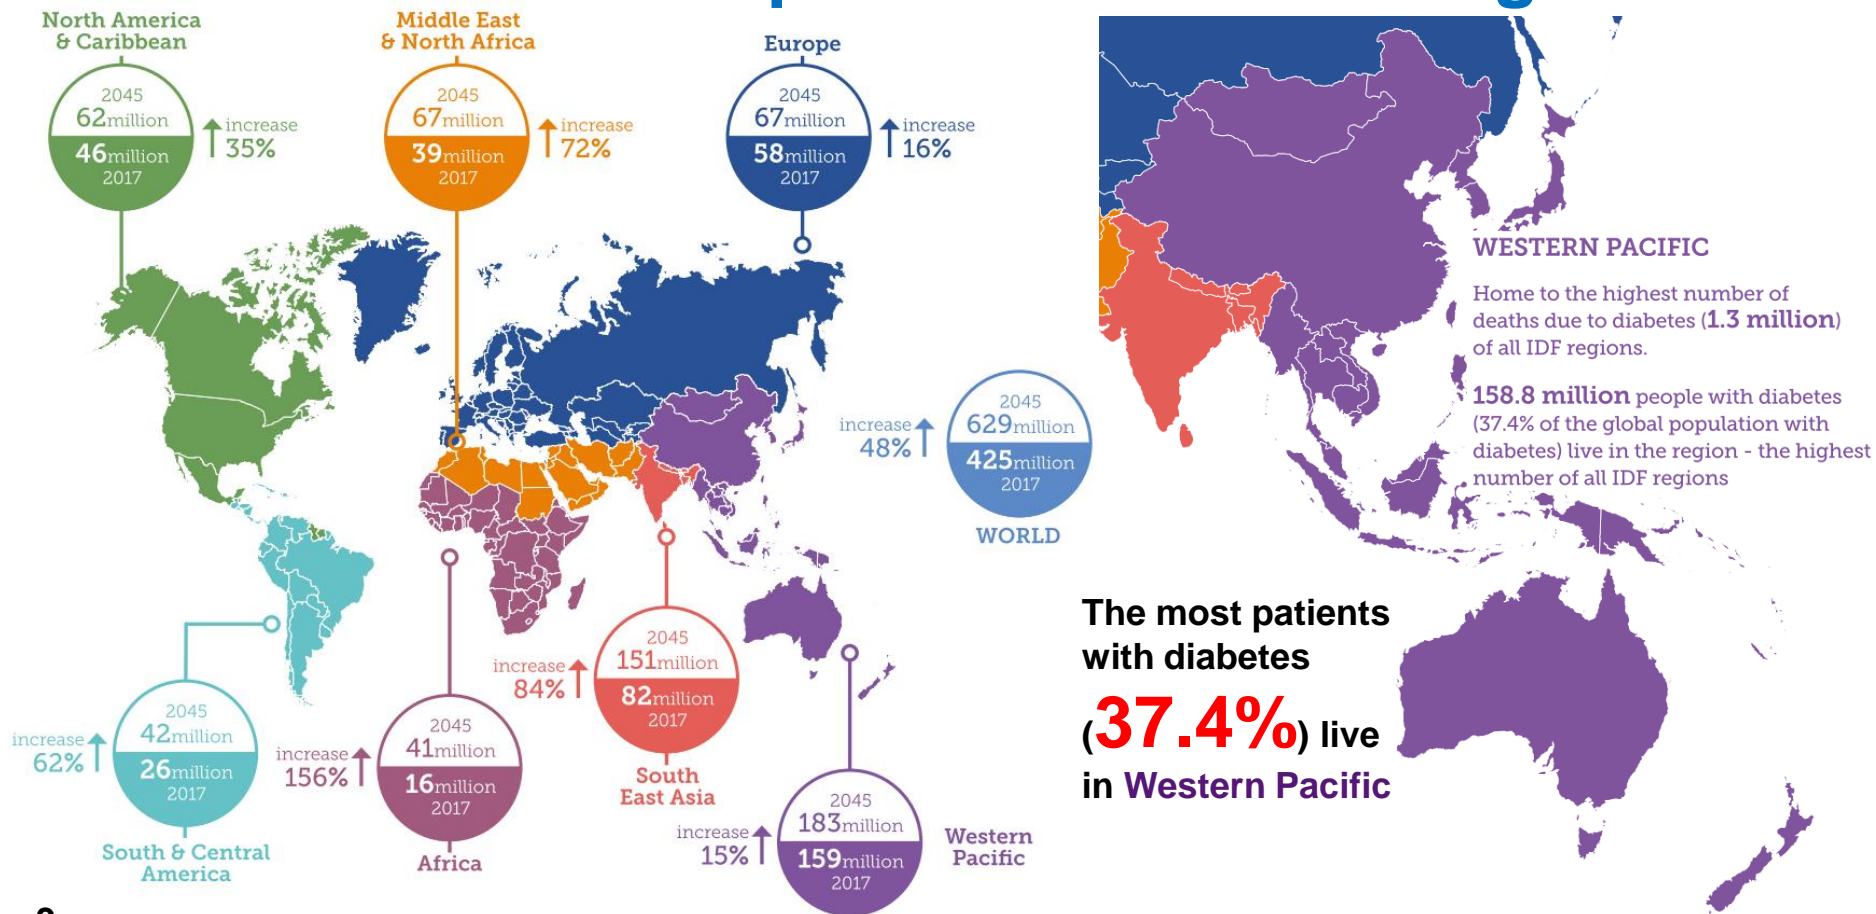 North America
& Caribbean
2045
62million
46million
2017
increase
35%
Middle East
& North Africa
2045
67million
39million
2017
increase
72%
Europe
2045
67million
58million
2017
increase
16%
increase
48%
2045
629million
425million
2017
WORLD
increase
62%
2045
42million
26million
2017
South & Central
America
increase
156%
2045
41million
16million
2017
Africa
increase
84%
2045
151million
82million
2017
South
East Asia
increase
15%
2045
183million
159million
2017
Western
Pacific
WESTERN PACIFIC
Home to the highest number of
deaths due to diabetes (1.3 million)
of all IDF regions.
158.8 million people with diabetes
(37.4% of the global population with
diabetes) live in the region - the highest
number of all IDF regions
The most patients
with diabetes
(37.4%) live
in Western Pacific